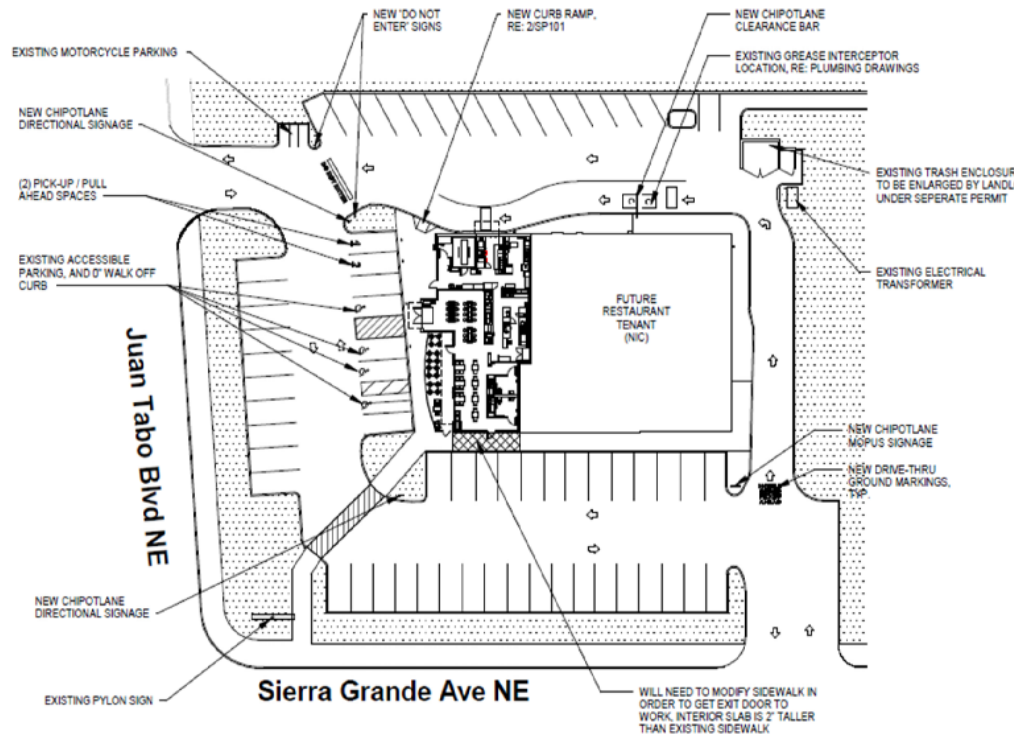 NEW 'DO NOT
ENTER' SIGNS
NEW CURB RAMP,
RE: 2/SP101
NEW CHIPOTLANE
CLEARANCE BAR
EXISTING MOTORCYCLE PARKING
EXISTING GREASE INTERCEPTOR
LOCATION, RE: PLUMBING DRAWINGS
NEW CHIPOTLANE
DIRECTIONAL SIGNAGE
(2) PICK-UP / PULL
AHEAD SPACES
EXISTING TRASH ENCLOSUR
TO BE ENLARGED BY LANDL
UNDER SEPERATE PERMIT
EXISTING ACCESSIBLE
PARKING, AND 0" WALK OFF
CURB
EXISTING ELECTRICAL
TRANSFORMER
FUTURE
RESTAURANT
TENANT
(NIC)
Juan Tabo Blvd NE
NEW CHIPOTLANE
MOPUS SIGNAGE
NEW DRIVE-THRU
GROUND MARKINGS,
TYP.
NEW CHIPOTLANE
DIRECTIONAL SIGNAGE
EXISTING PYLON SIGN
Sierra Grande Ave NE
WILL NEED TO MODIFY SIDEWALK IN
ORDER TO GET EXIT DOOR TO
WORK, INTERIOR SLAB IS 2" TALLER
THAN EXISTING SIDEWALK